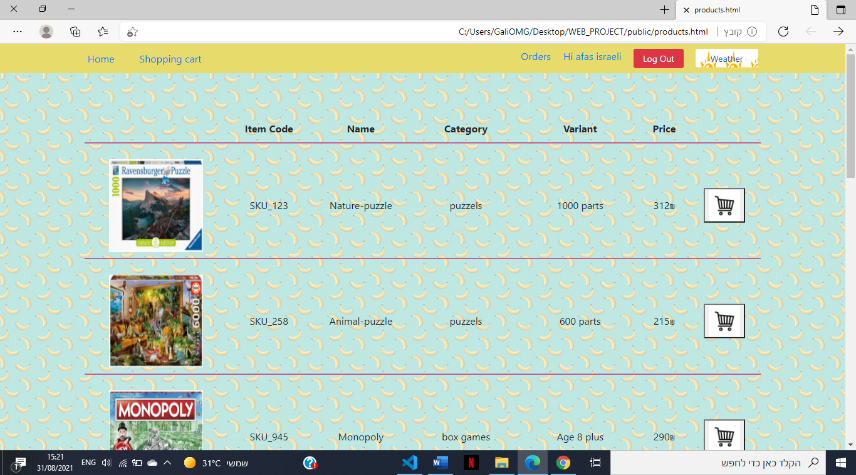 products.html
C:/Users/GaliOMG/Desktop/WEB_PROJECT/public/products.html | קובץ
Home
Shopping cart
Orders
Hi afas israeli
Log Out
Weather
Item Code
Name
Category
Variant
Price
Ravensburger Puzzle
1000
SKU_123
Nature-puzzle
puzzels
1000 parts
312₪
SKU_258
Animal-puzzle
puzzels
600 parts
215₪
MONOPOLY
SKU_945
Monopoly
box games
Age 8 plus
290₪
15:21
31/08/2021
ENG
31°C
שמשי
הקלד כאן כדי לחפש